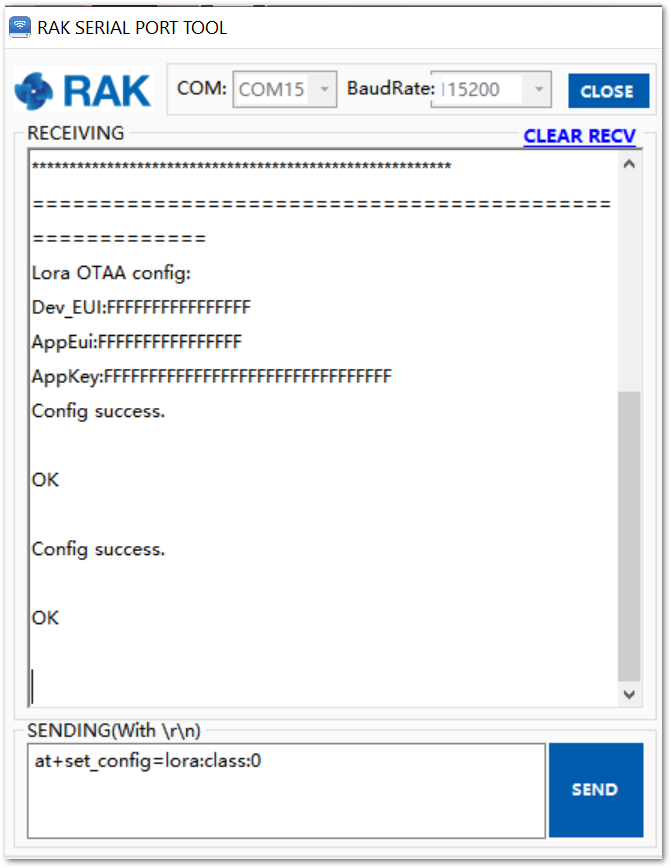 RAK SERIAL PORT TOOL
RAK COM: COM15 BaudRate: 115200 CLOSE
RECEIVING CLEAR RECV
********************************************************
===========================================
=============
Lora OTAA config:
Dev_EUI:FFFFFFFFFFFFFFFF
AppEui:FFFFFFFFFFFFFFFF
AppKey:FFFFFFFFFFFFFFFFFFFFFFFFFFFFFFFF
Config success.
OK
Config success.
OK
SENDING(With \r\n)
at+set_config=lora:class:0
SEND